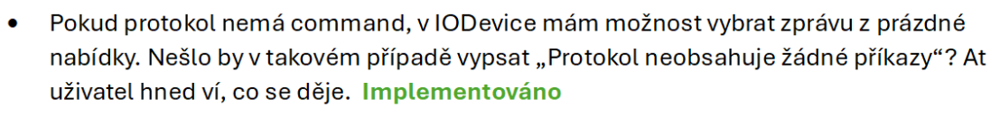 • Pokud protokol nemá command, v IODevice mám možnost vybrat zprávu z prázdné
nabídky. Nešlo by v takovém případě vypsat „Protokol neobsahuje žádné příkazy“? At
uživatel hned ví, co se děje. Implementováno